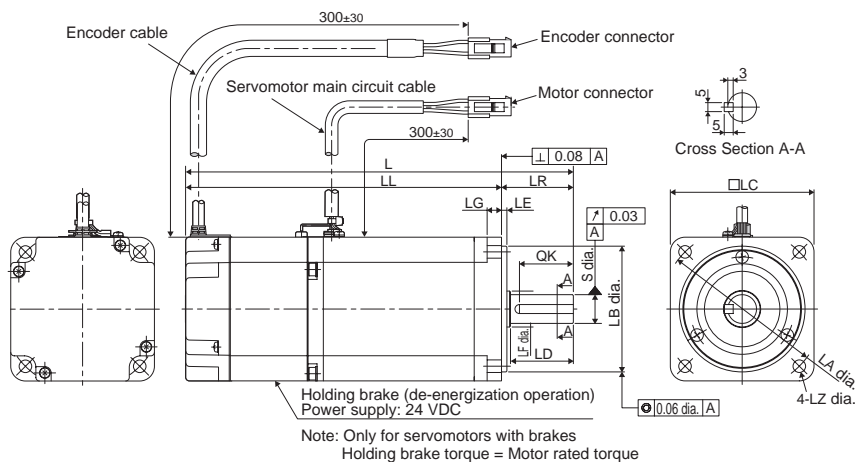 300±30
Encoder cable
Encoder connector
Servomotor main circuit cable
Motor connector
300±30
3
5
5
Cross Section A-A
L
⊥ 0.08 A
LL
LR
LG
LE
↗ 0.03
A
□LC
QK
A
S dia.
LB dia.
A
LF dia.
LD
LA dia.
4-LZ dia.
◎ 0.06 dia. A
Holding brake (de-energization operation)
Power supply: 24 VDC
Note: Only for servomotors with brakes
Holding brake torque = Motor rated torque